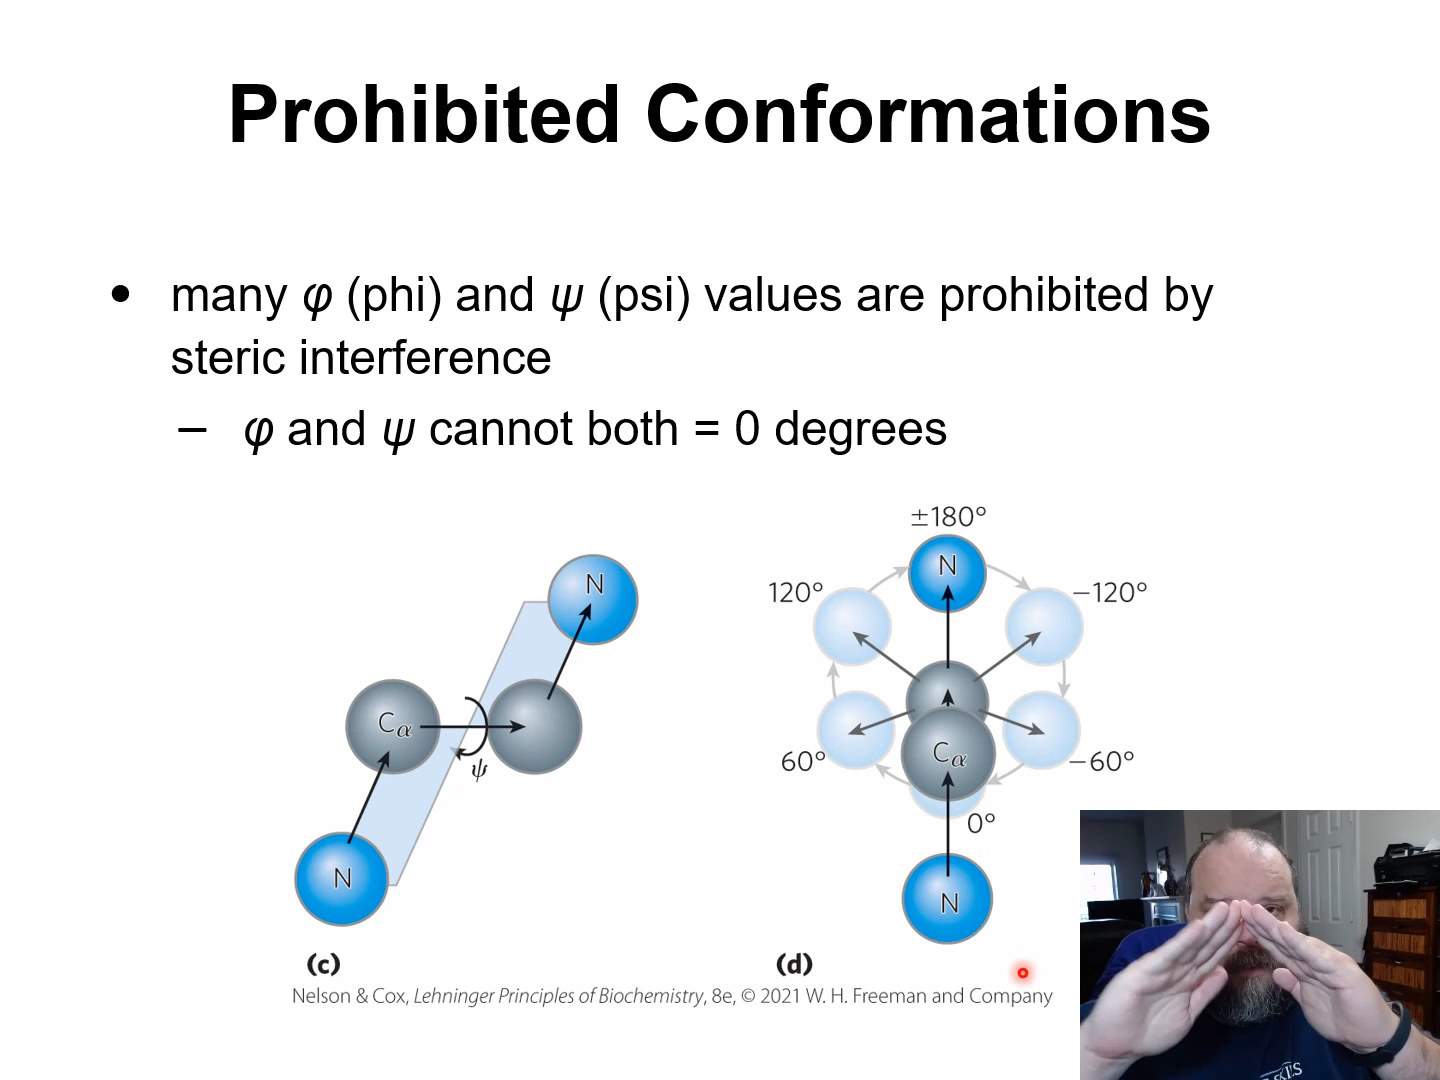 Prohibited Conformations
• many φ (phi) and ψ (psi) values are prohibited by
steric interference
– φ and ψ cannot both = 0 degrees
N
Cα
ψ
N
(c)
±180°
N
120°
−120°
60°
Cα
−60°
0°
N
(d)
Nelson & Cox, Lehninger Principles of Biochemistry, 8e, © 2021 W. H. Freeman and Company